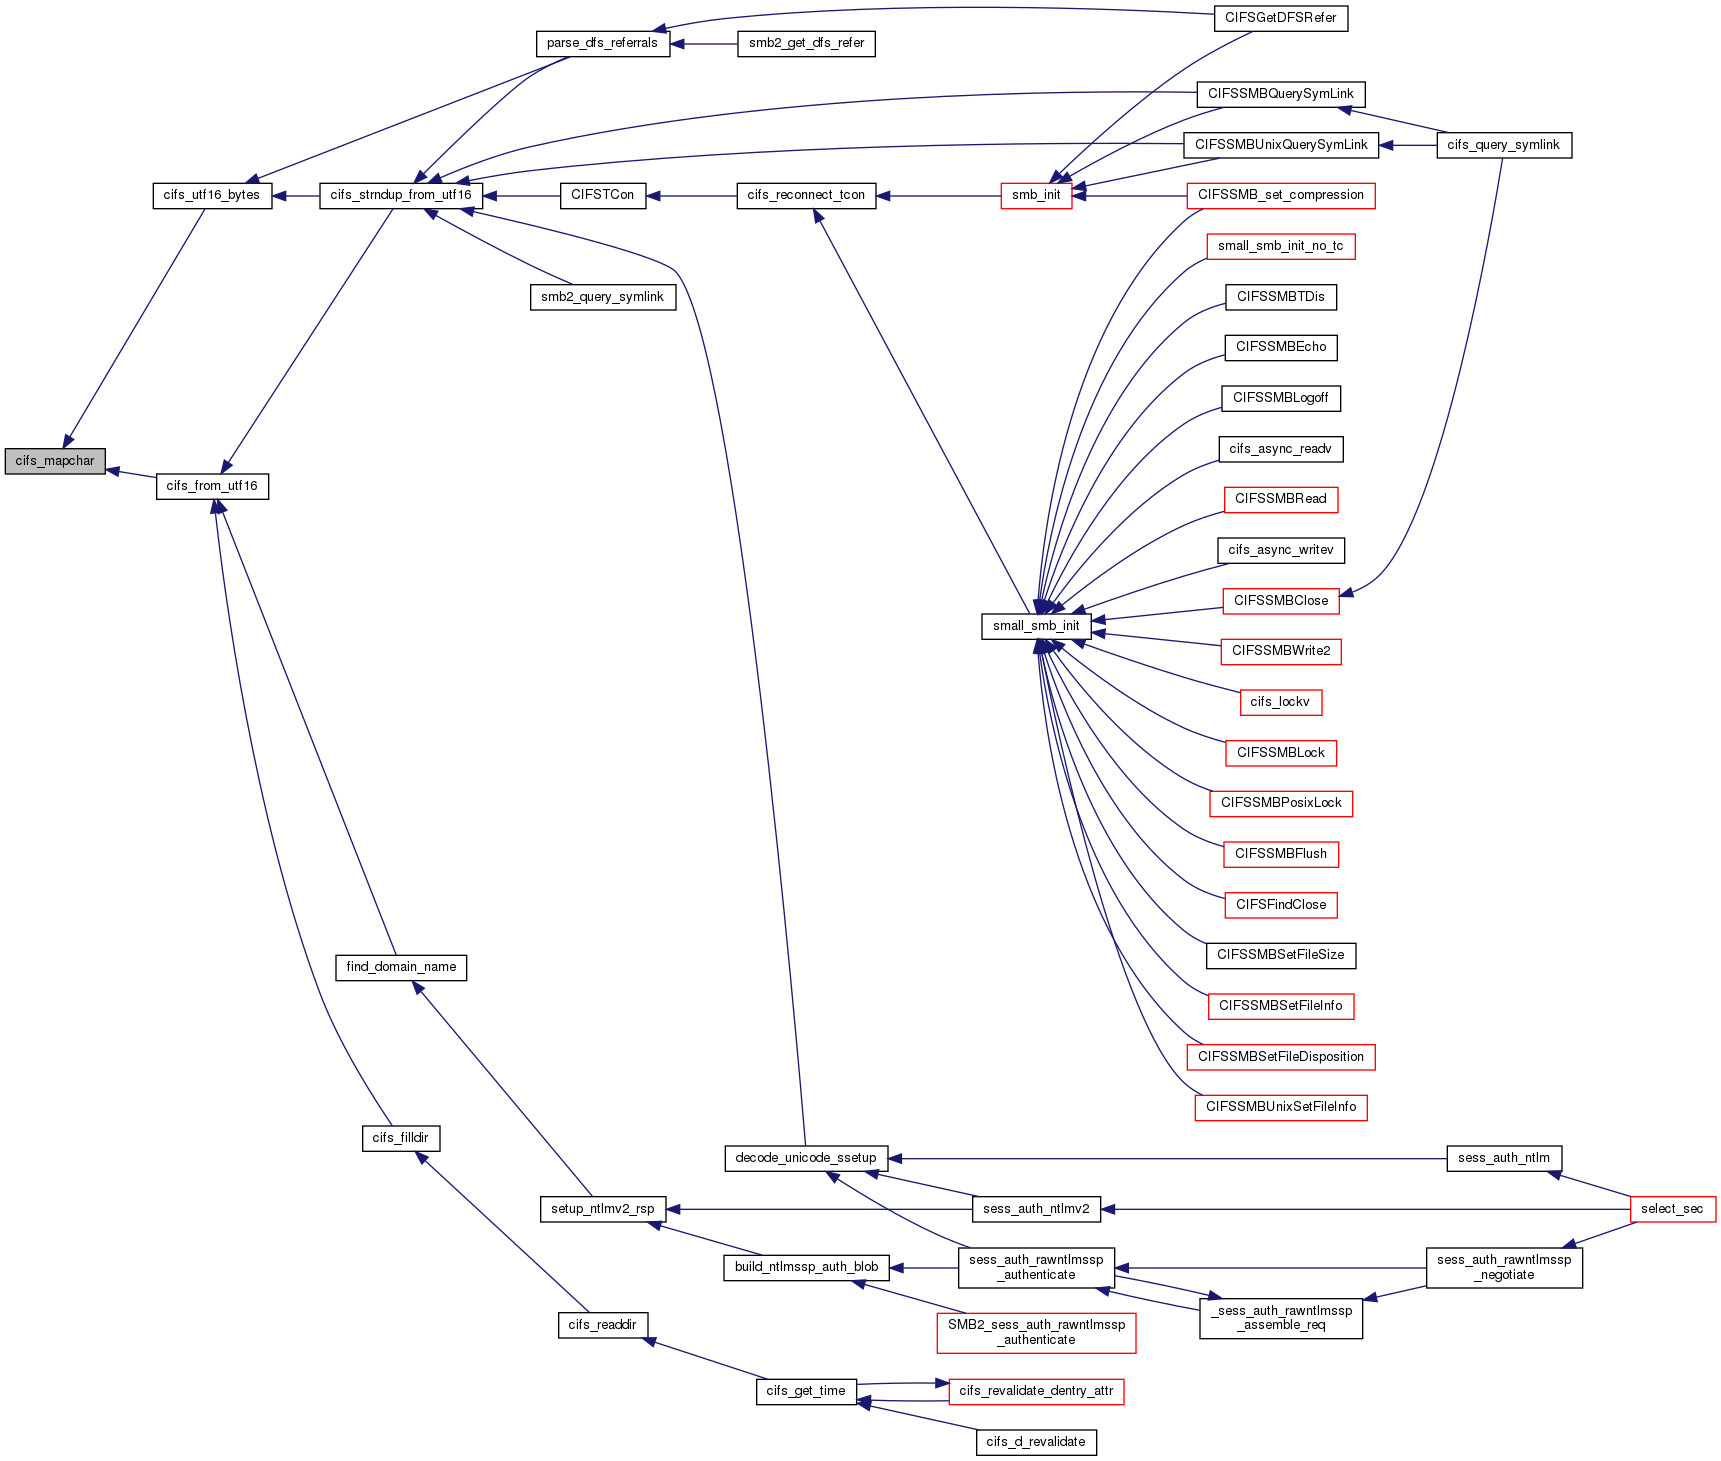 CIFSGetDFSRefer
parse_dfs_referrals
smb2_get_dfs_refer
CIFSSMBQuerySymLink
CIFSSMBUnixQuerySymLink
cifs_query_symlink
cifs_utf16_bytes
cifs_strndup_from_utf16
CIFSTCon
cifs_reconnect_tcon
smb_init
CIFSSMB_set_compression
small_smb_init_no_tc
smb2_query_symlink
CIFSSMBTDis
CIFSSMBEcho
CIFSSMBLogoff
cifs_async_readv
cifs_mapchar
cifs_from_utf16
CIFSSMBRead
cifs_async_writev
CIFSSMBClose
small_smb_init
CIFSSMBWrite2
cifs_lockv
CIFSSMBLock
CIFSSMBPosixLock
CIFSSMBFlush
CIFSFindClose
CIFSSMBSetFileSize
find_domain_name
CIFSSMBSetFileInfo
CIFSSMBSetFileDisposition
CIFSSMBUnixSetFileInfo
cifs_filldir
decode_unicode_ssetup
sess_auth_ntlm
setup_ntlmv2_rsp
sess_auth_ntlmv2
select_sec
build_ntlmssp_auth_blob
sess_auth_rawntlmssp
_authenticate
sess_auth_rawntlmssp
_negotiate
_sess_auth_rawntlmssp
_assemble_req
cifs_readdir
SMB2_sess_auth_rawntlmssp
_authenticate
cifs_get_time
cifs_revalidate_dentry_attr
cifs_d_revalidate